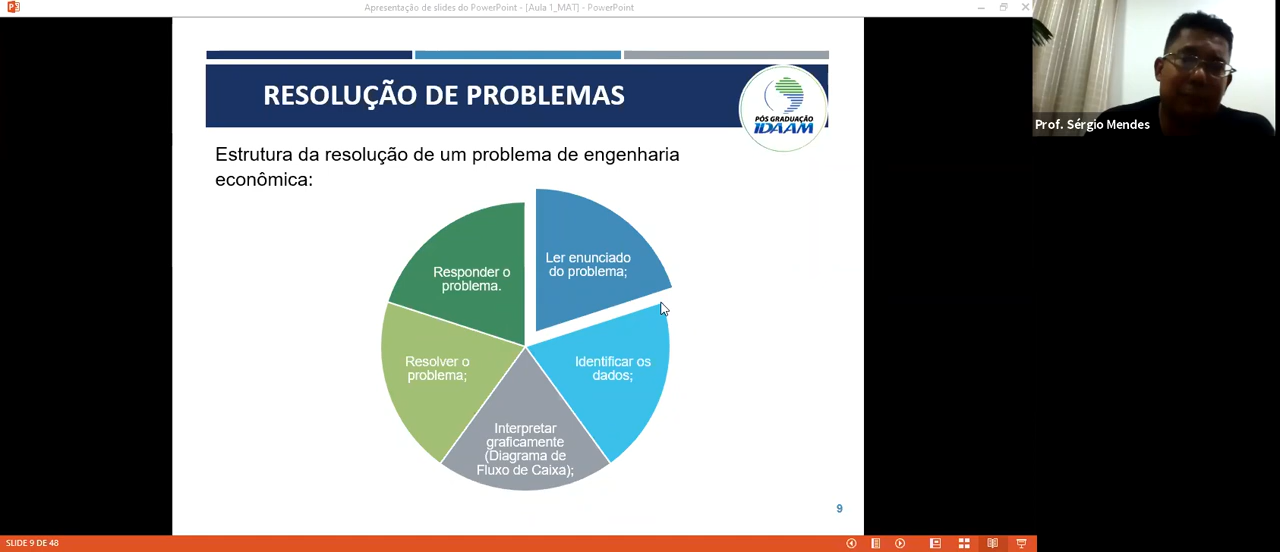 Apresentação de slides do PowerPoint - [Aula 1_MAT] - PowerPoint
RESOLUÇÃO DE PROBLEMAS
PÓS GRADUAÇÃO
IDAAM
Prof. Sérgio Mendes
Estrutura da resolução de um problema de engenharia
econômica:
Ler enunciado
do problema;
Identificar os
dados;
Interpretar
graficamente
(Diagrama de
Fluxo de Caixa);
Resolver o
problema;
Responder o
problema.
9
SLIDE 9 DE 48